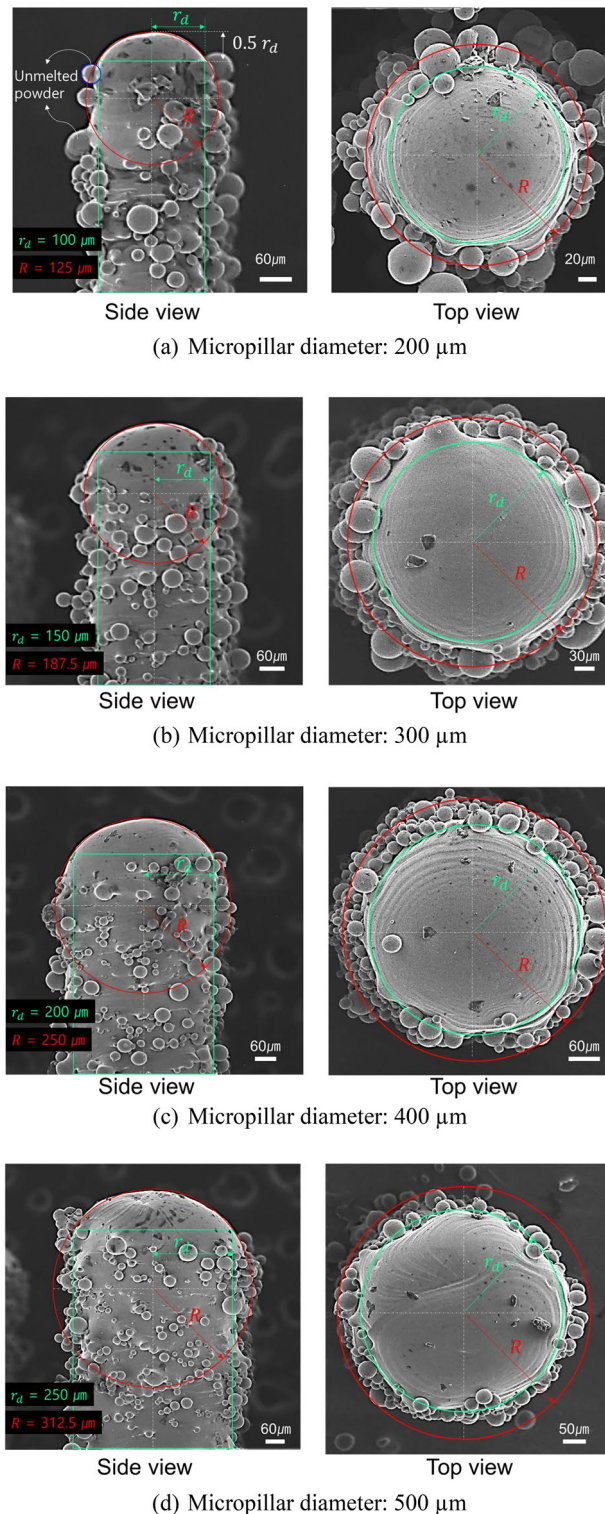 r_d
0.5 r_d
Unmelted
powder
R
r_d = 100 μm
R = 125 μm
60μm
r_d
R
20μm
Side view
Top view
(a) Micropillar diameter: 200 µm
r_d
R
r_d = 150 μm
R = 187.5 μm
60μm
r_d
R
30μm
Side view
Top view
(b) Micropillar diameter: 300 µm
r_d
R
r_d = 200 μm
R = 250 μm
60μm
r_d
R
60μm
Side view
Top view
(c) Micropillar diameter: 400 µm
r_d
R
r_d = 250 μm
R = 312.5 μm
60μm
r_d
R
50μm
Side view
Top view
(d) Micropillar diameter: 500 µm